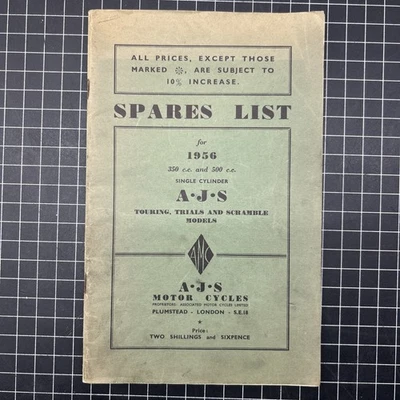 ALL PRICES, EXCEPT THOSE
MARKED ※, ARE SUBJECT TO
10% INCREASE.
SPARES LIST
for
1956
350 c.c. and 500 c.c.
SINGLE CYLINDER
A·J·S
TOURING, TRIALS AND SCRAMBLE
MODELS
AMC
A·J·S
MOTOR CYCLES
PROPRIETORS: ASSOCIATED MOTOR CYCLES LIMITED
PLUMSTEAD - LONDON - S.E.18
★
Price:
TWO SHILLINGS and SIXPENCE